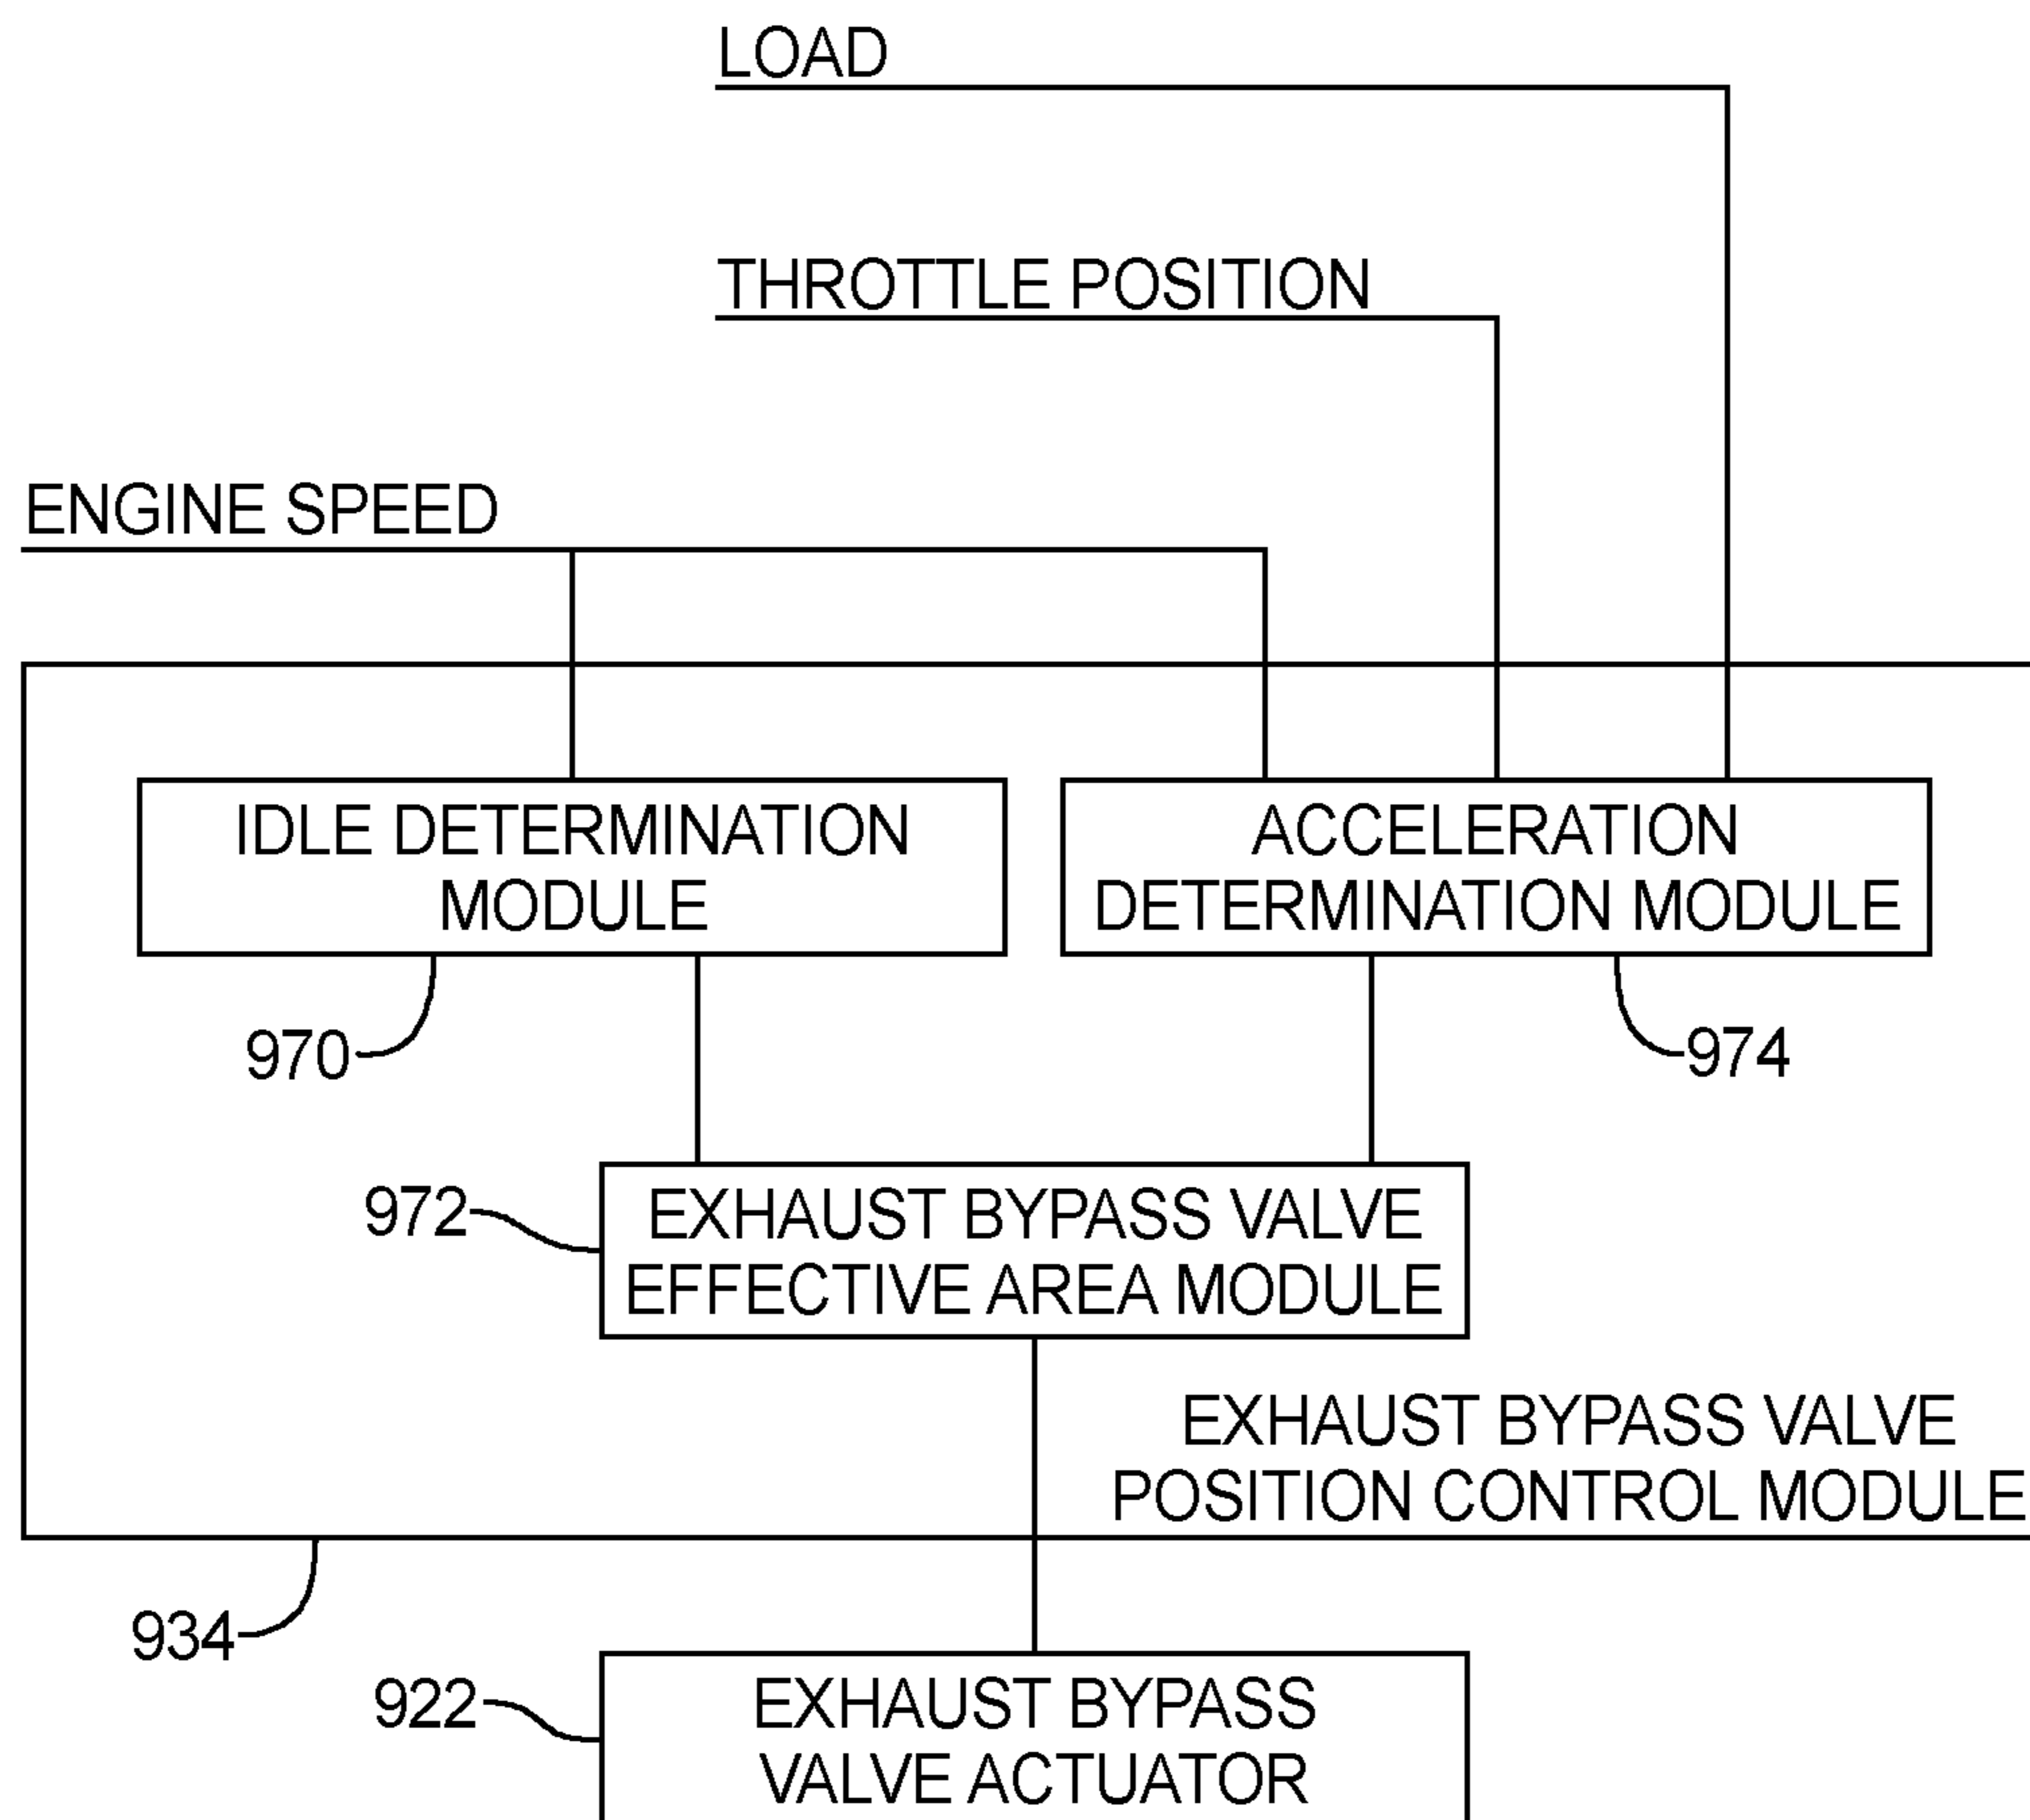 LOAD
THROTTLE POSITION
ENGINE SPEED
IDLE DETERMINATION
MODULE
ACCELERATION
DETERMINATION MODULE
970
974
972
EXHAUST BYPASS VALVE
EFFECTIVE AREA MODULE
EXHAUST BYPASS VALVE
POSITION CONTROL MODULE
934
922
EXHAUST BYPASS
VALVE ACTUATOR